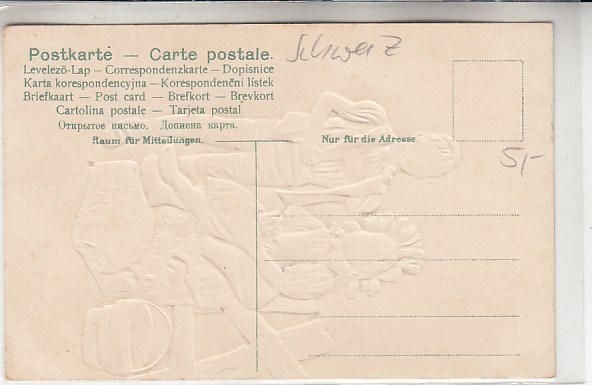 Postkarte — Carte postale.
Schweiz
Levelező-Lap — Correspondenzkarte — Dopisnice
Karta korespondencyjna — Korespondenční lístek
Briefkaart — Post card — Brefkort — Brevkort
Cartolina postale — Tarjeta postal
Открытое письмо. Дописна карта.
Raum für Mitteilungen.
Nur für die Adresse
5,-